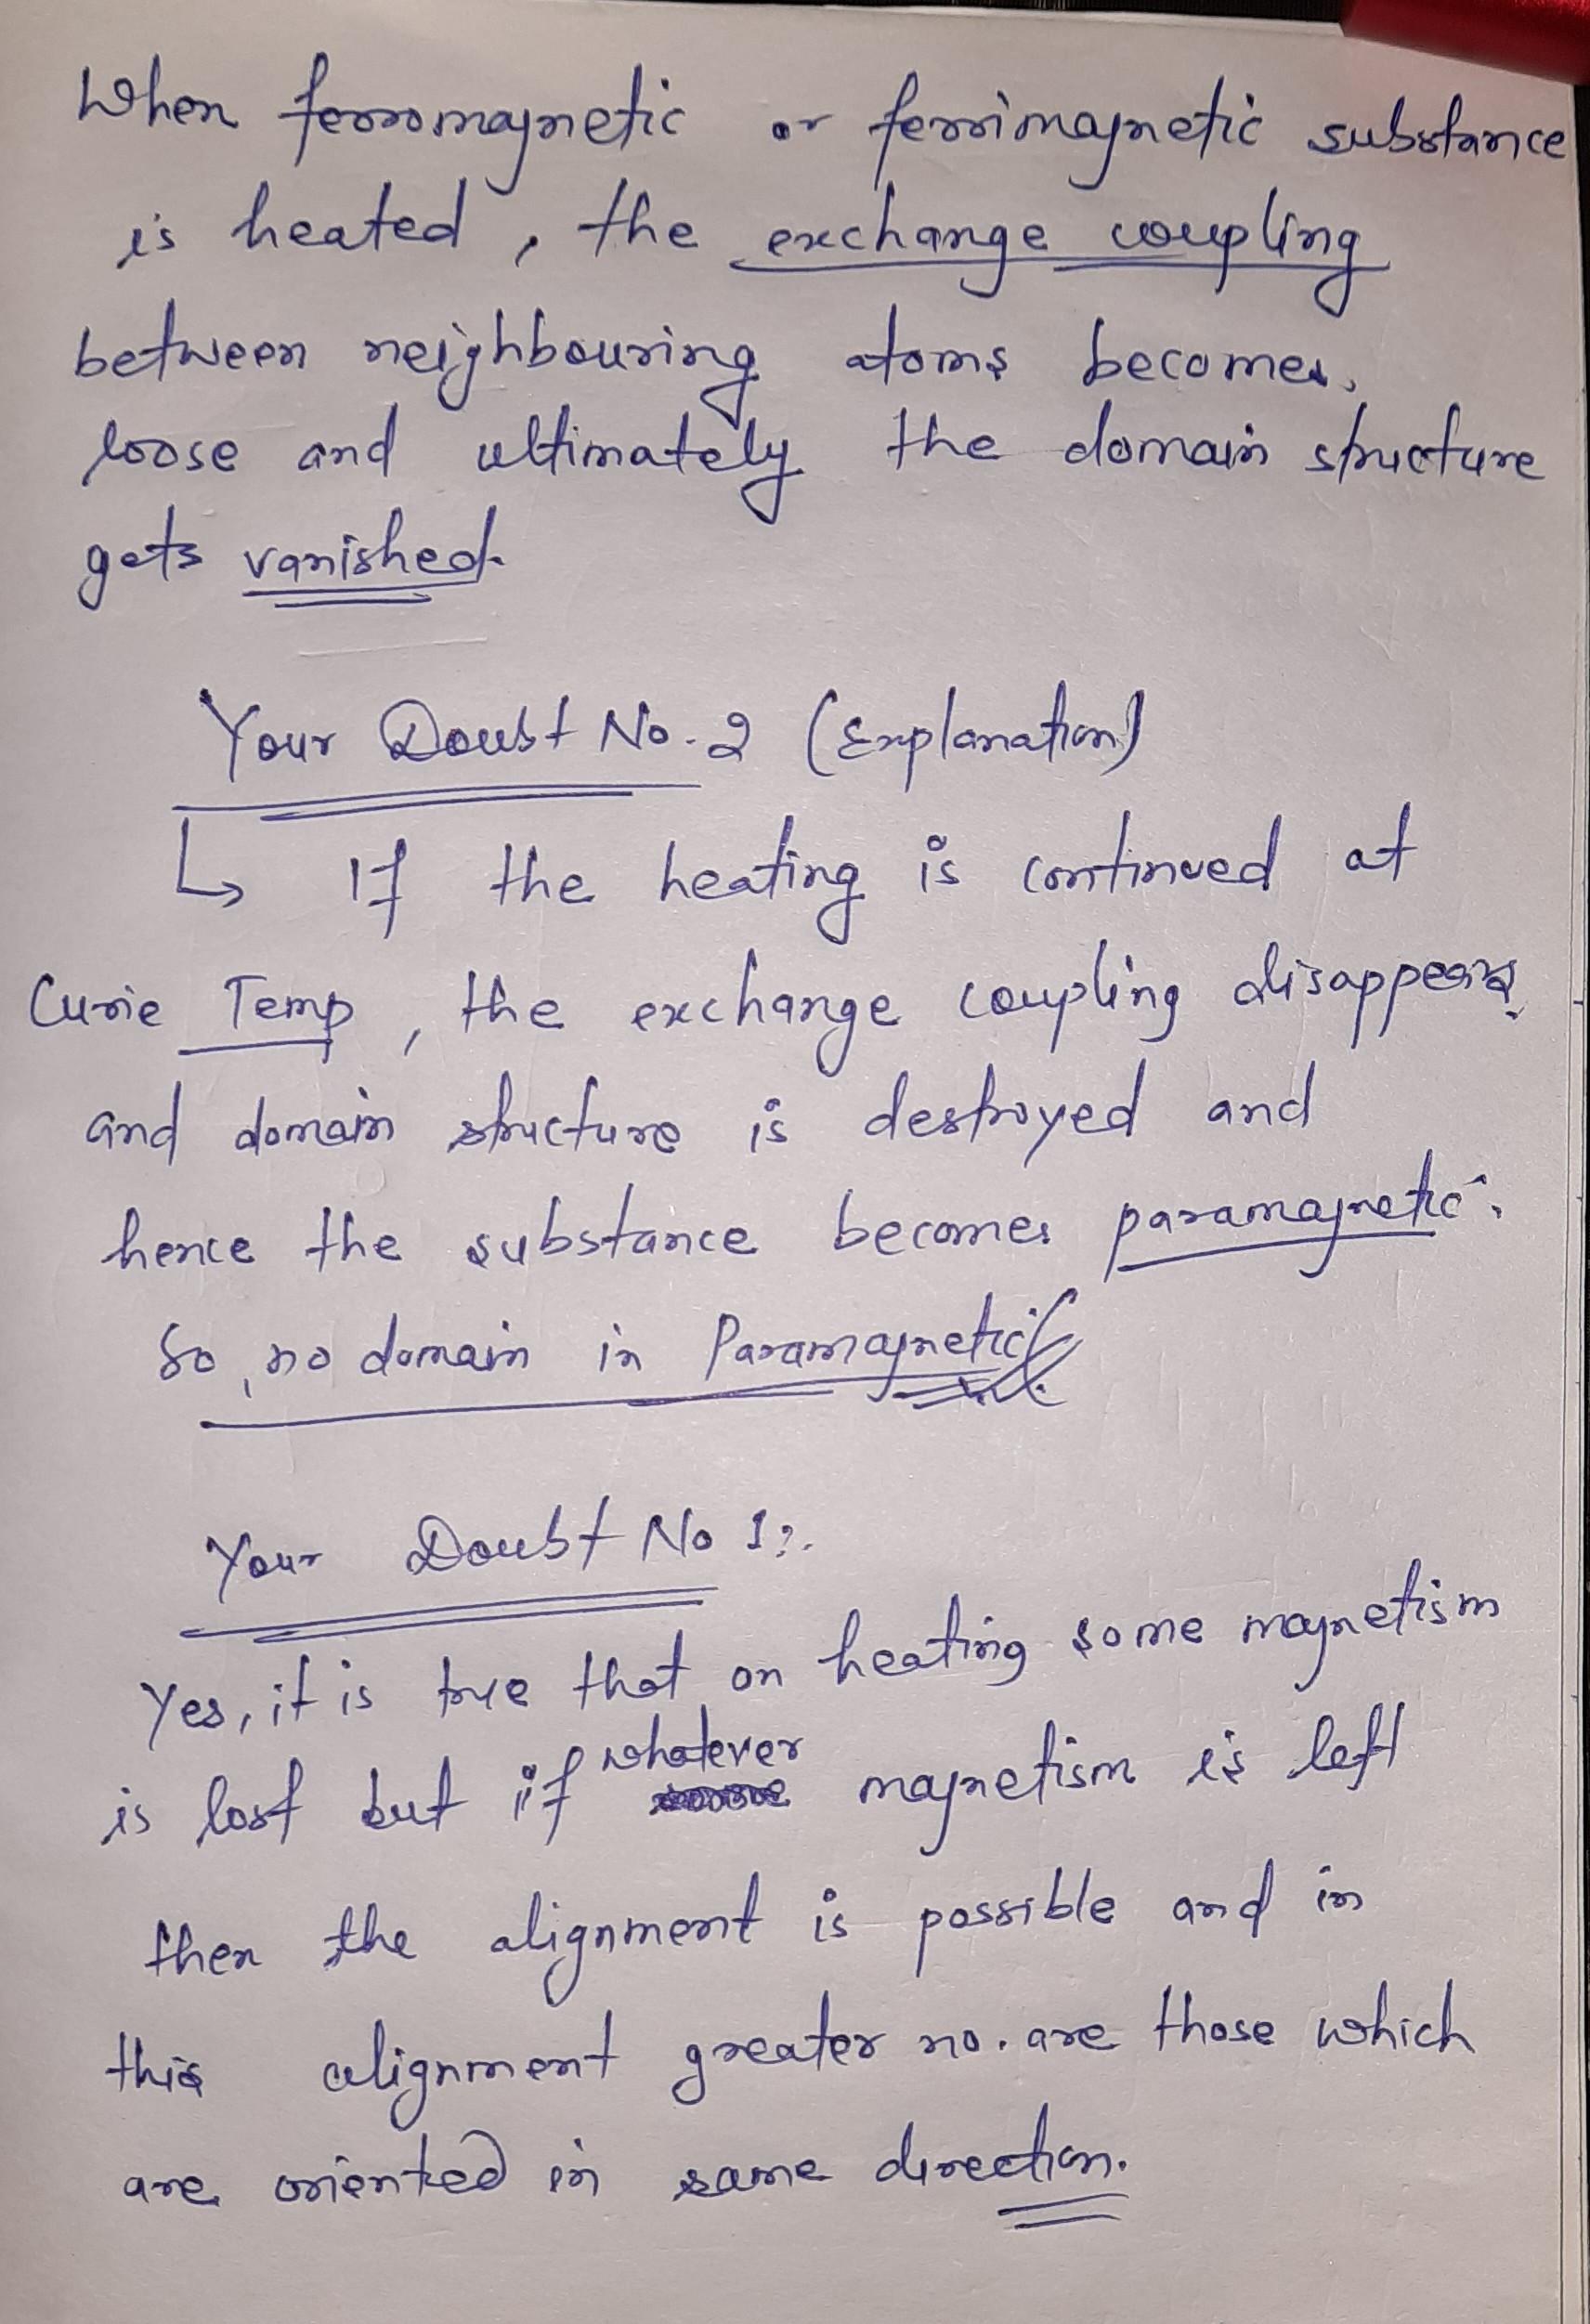 When ferromagnetic or ferrimagnetic substance
is heated, the exchange coupling
between neighbouring atoms becomes
loose and ultimately the domain structure
gets vanished.
Your Doubt No. 2 (Explanation)
↳ If the heating is continued at
Curie Temp, the exchange coupling disappears
and domain structure is destroyed and
hence the substance becomes paramagnetic.
So, no domain in Paramagnetic
Your Doubt No 1:.
Yes, it is true that on heating some magnetism
is lost but if whatever magnetism is left
then the alignment is possible and in
this alignment greater no. are those which
are oriented in same direction.